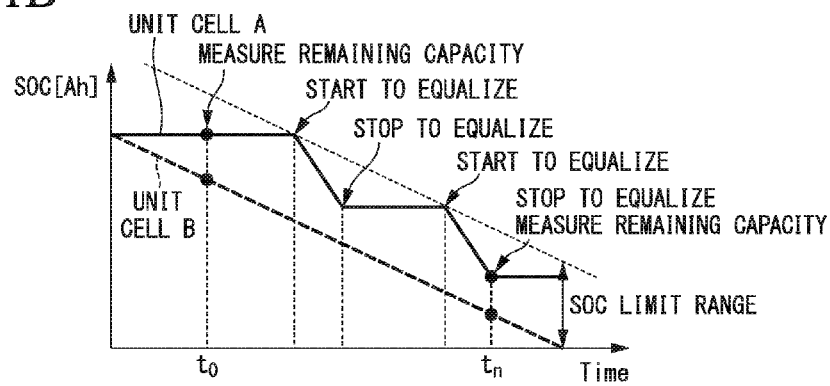 UNIT CELL A
MEASURE REMAINING CAPACITY
SOC[Ah]
START TO EQUALIZE
STOP TO EQUALIZE
START TO EQUALIZE
UNIT
CELL B
STOP TO EQUALIZE
MEASURE REMAINING CAPACITY
SOC LIMIT RANGE
t0
tn
Time